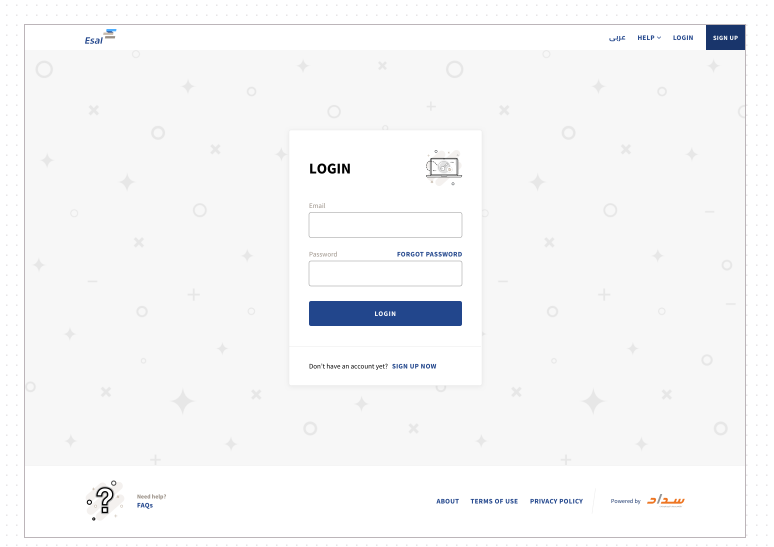 Esal
عربي
HELP
LOGIN
SIGN UP
LOGIN
Email
Password
FORGOT PASSWORD
LOGIN
Don't have an account yet? SIGN UP NOW
Need help?
FAQs
ABOUT
TERMS OF USE
PRIVACY POLICY
Powered by
سداد